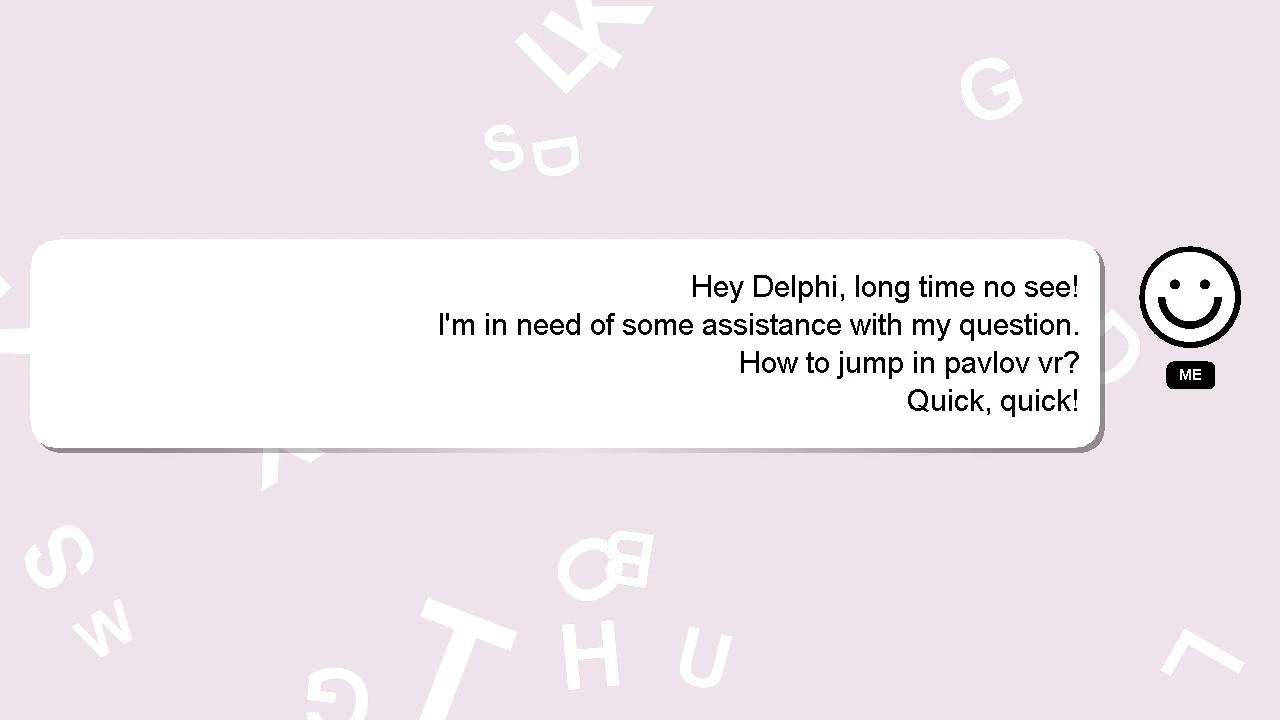 Hey Delphi, long time no see!
I'm in need of some assistance with my question.
How to jump in pavlov vr?
Quick, quick!
ME
L
K
G
S
D
D
S
W
C
B
T
H
U
G
L